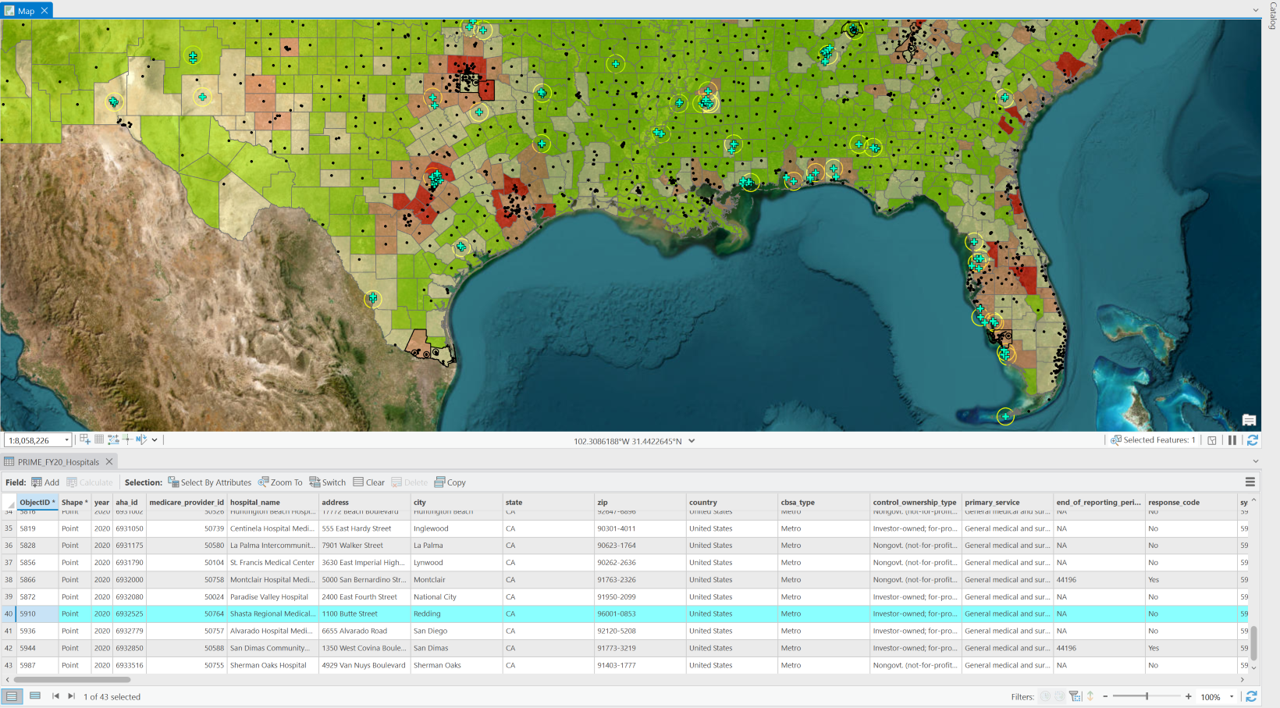 Map
Catalog
1:8,058,226
102.3086188°W 31.4422645°N
Selected Features: 1
PRIME_FY20_Hospitals
Field: Add Calculate Selection: Select By Attributes Zoom To Switch Clear Delete Copy
ObjectID * Shape * year aha_id medicare_provider_id hospital_name address city state zip country cbsa_type control_ownership_type primary_service end_of_reporting_peri... response_code sy
34 5816 Point 2020 6931002 50526 Huntington Beach Hosp... 17772 Beach Boulevard Huntington Beach CA 92647-6896 United States Metro Nongovt. (not-for-profit... General medical and sur... NA No 59
35 5819 Point 2020 6931050 50739 Centinela Hospital Med... 555 East Hardy Street Inglewood CA 90301-4011 United States Metro Investor-owned; for-pro... General medical and sur... NA No 59
36 5828 Point 2020 6931175 50580 La Palma Intercommunit... 7901 Walker Street La Palma CA 90623-1764 United States Metro Nongovt. (not-for-profit... General medical and sur... NA No 59
37 5856 Point 2020 6931790 50104 St. Francis Medical Center 3630 East Imperial High... Lynwood CA 90262-2636 United States Metro Investor-owned; for-pro... General medical and sur... NA No 59
38 5866 Point 2020 6932000 50758 Montclair Hospital Medi... 5000 San Bernardino Str... Montclair CA 91763-2326 United States Metro Nongovt. (not-for-profit... General medical and sur... 44196 Yes 59
39 5872 Point 2020 6932080 50024 Paradise Valley Hospital 2400 East Fourth Street National City CA 91950-2099 United States Metro Investor-owned; for-pro... General medical and sur... NA No 59
40 5910 Point 2020 6932525 50764 Shasta Regional Medical... 1100 Butte Street Redding CA 96001-0853 United States Metro Investor-owned; for-pro... General medical and sur... NA No 59
41 5936 Point 2020 6932779 50757 Alvarado Hospital Medi... 6655 Alvarado Road San Diego CA 92120-5208 United States Metro Investor-owned; for-pro... General medical and sur... NA No 59
42 5944 Point 2020 6932850 50588 San Dimas Community... 1350 West Covina Boule... San Dimas CA 91773-3219 United States Metro Investor-owned; for-pro... General medical and sur... 44196 Yes 59
43 5987 Point 2020 6933516 50755 Sherman Oaks Hospital 4929 Van Nuys Boulevard Sherman Oaks CA 91403-1777 United States Metro Nongovt. (not-for-profit... General medical and sur... NA No 59
1 of 43 selected
Filters:
100%